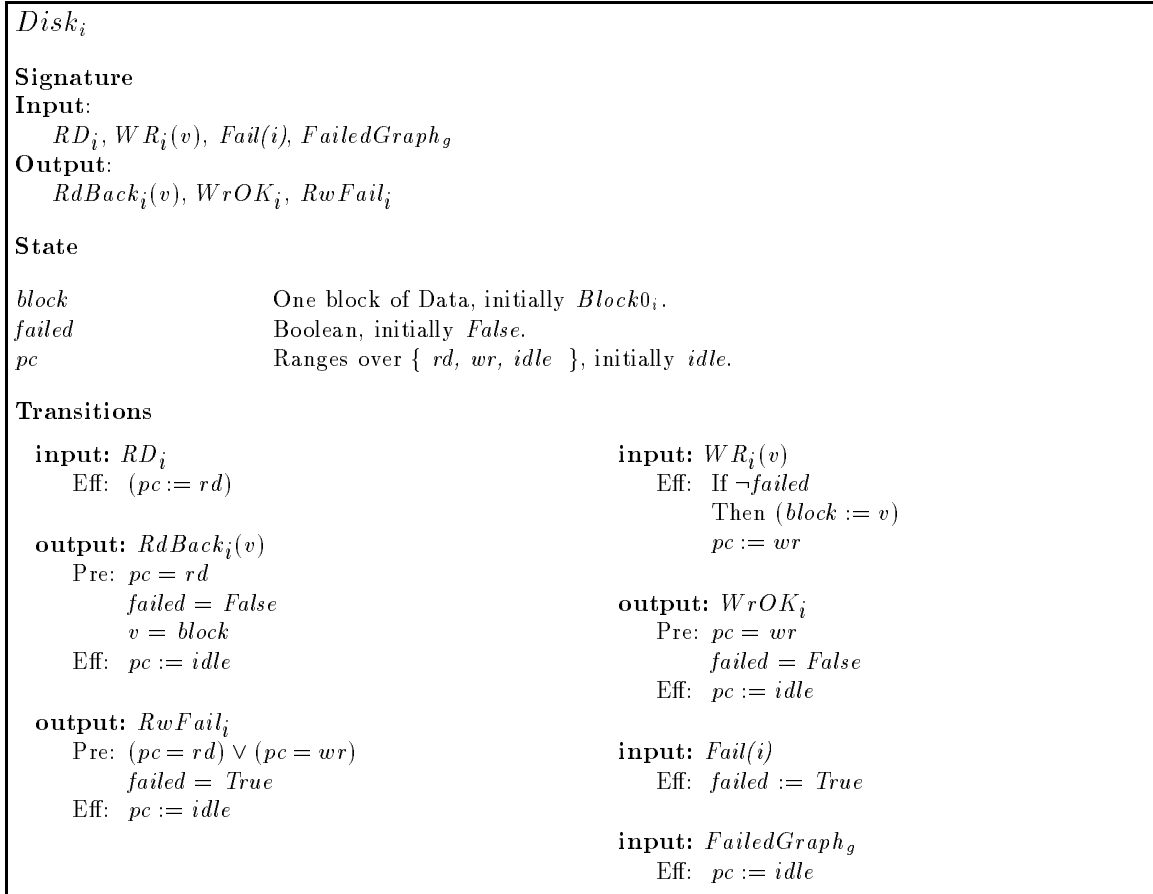 Disk_i
Signature
Input:
RD_i, WR_i(v), Fail(i), FailedGraph_g
Output:
RdBack_i(v), WrOK_i, RwFail_i
State
block One block of Data, initially Block0_i.
failed Boolean, initially False.
pc Ranges over { rd, wr, idle }, initially idle.
Transitions
input: RD_i
Eff: (pc := rd)
output: RdBack_i(v)
Pre: pc = rd
failed = False
v = block
Eff: pc := idle
output: RwFail_i
Pre: (pc = rd) ∨ (pc = wr)
failed = True
Eff: pc := idle
input: WR_i(v)
Eff: If ¬failed
Then (block := v)
pc := wr
output: WrOK_i
Pre: pc = wr
failed = False
Eff: pc := idle
input: Fail(i)
Eff: failed := True
input: FailedGraph_g
Eff: pc := idle